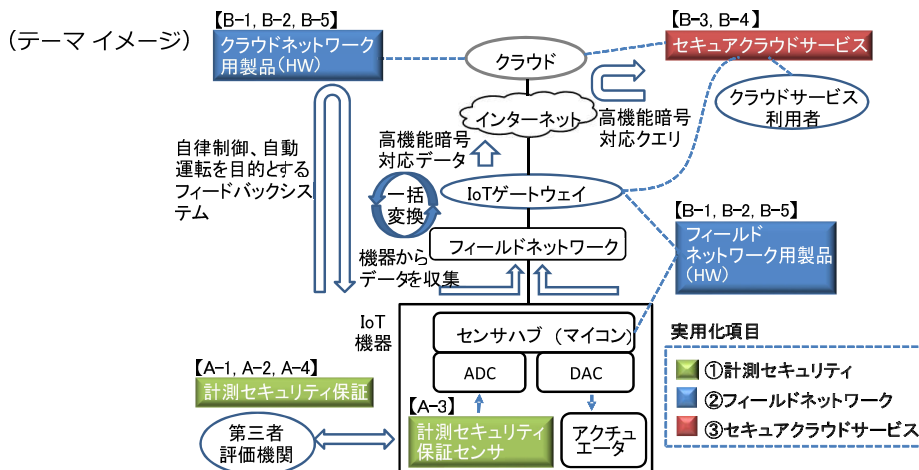 (テーマ イメージ)
【B-1, B-2, B-5】
クラウドネットワーク
用製品(HW)
クラウド
【B-3, B-4】
セキュアクラウドサービス
クラウドサービス
利用者
インターネット
高機能暗号
対応クエリ
高機能暗号
対応データ
自律制御、自動
運転を目的とする
フィードバックシス
テム
一括
変換
IoTゲートウェイ
【B-1, B-2, B-5】
フィールド
ネットワーク用製品
(HW)
フィールドネットワーク
機器から
データを収集
IoT
機器
センサハブ (マイコン)
ADC
DAC
【A-1, A-2, A-4】
計測セキュリティ保証
【A-3】
計測セキュリティ
保証センサ
アクチュ
エータ
第三者
評価機関
実用化項目
①計測セキュリティ
②フィールドネットワーク
③セキュアクラウドサービス